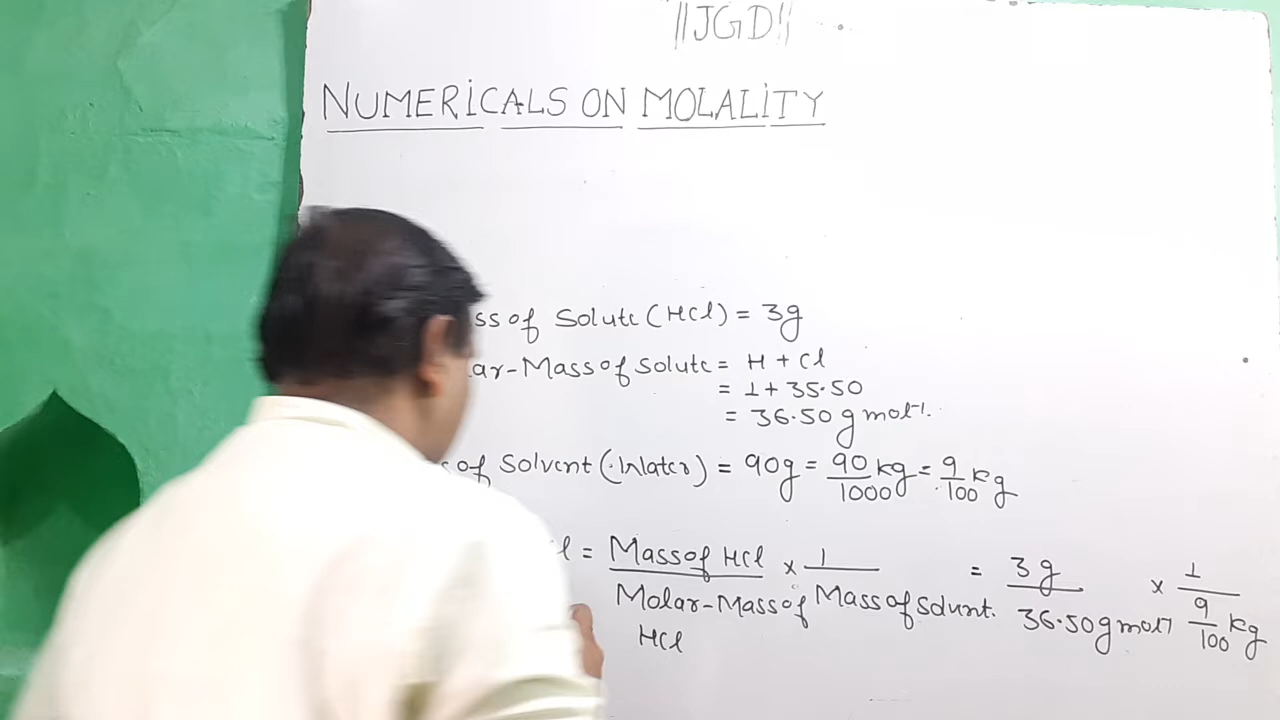 ||JGD||
NUMERICALS ON MOLALITY
ss of Solute (HCl) = 3g
ar-Mass of Solute = H + Cl
= 1 + 35.50
= 36.50 g mol-1.
of Solvent (Water) = 90g = 90/1000 kg = 9/100 kg
l = Mass of HCl / Molar-Mass of HCl × 1 / Mass of Solvent. = 3g / 36.50 g mol-1 × 1 / 9/100 kg